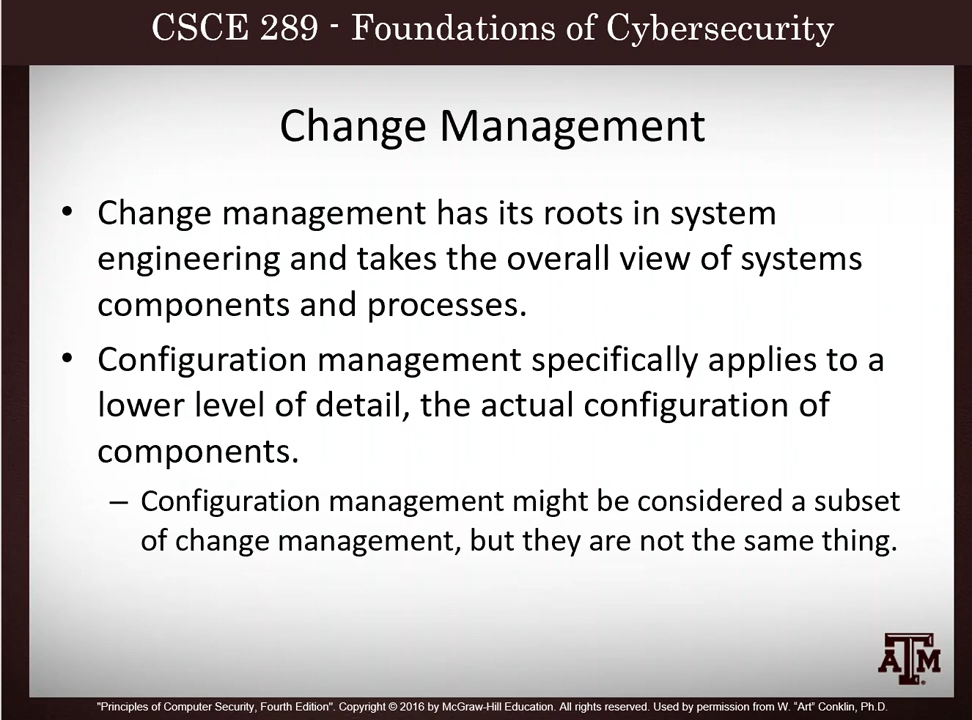 CSCE 289 - Foundations of Cybersecurity
Change Management
• Change management has its roots in system
engineering and takes the overall view of systems
components and processes.
• Configuration management specifically applies to a
lower level of detail, the actual configuration of
components.
– Configuration management might be considered a subset
of change management, but they are not the same thing.
ATM®
"Principles of Computer Security, Fourth Edition". Copyright © 2016 by McGraw-Hill Education. All rights reserved. Used by permission from W. "Art" Conklin, Ph.D.